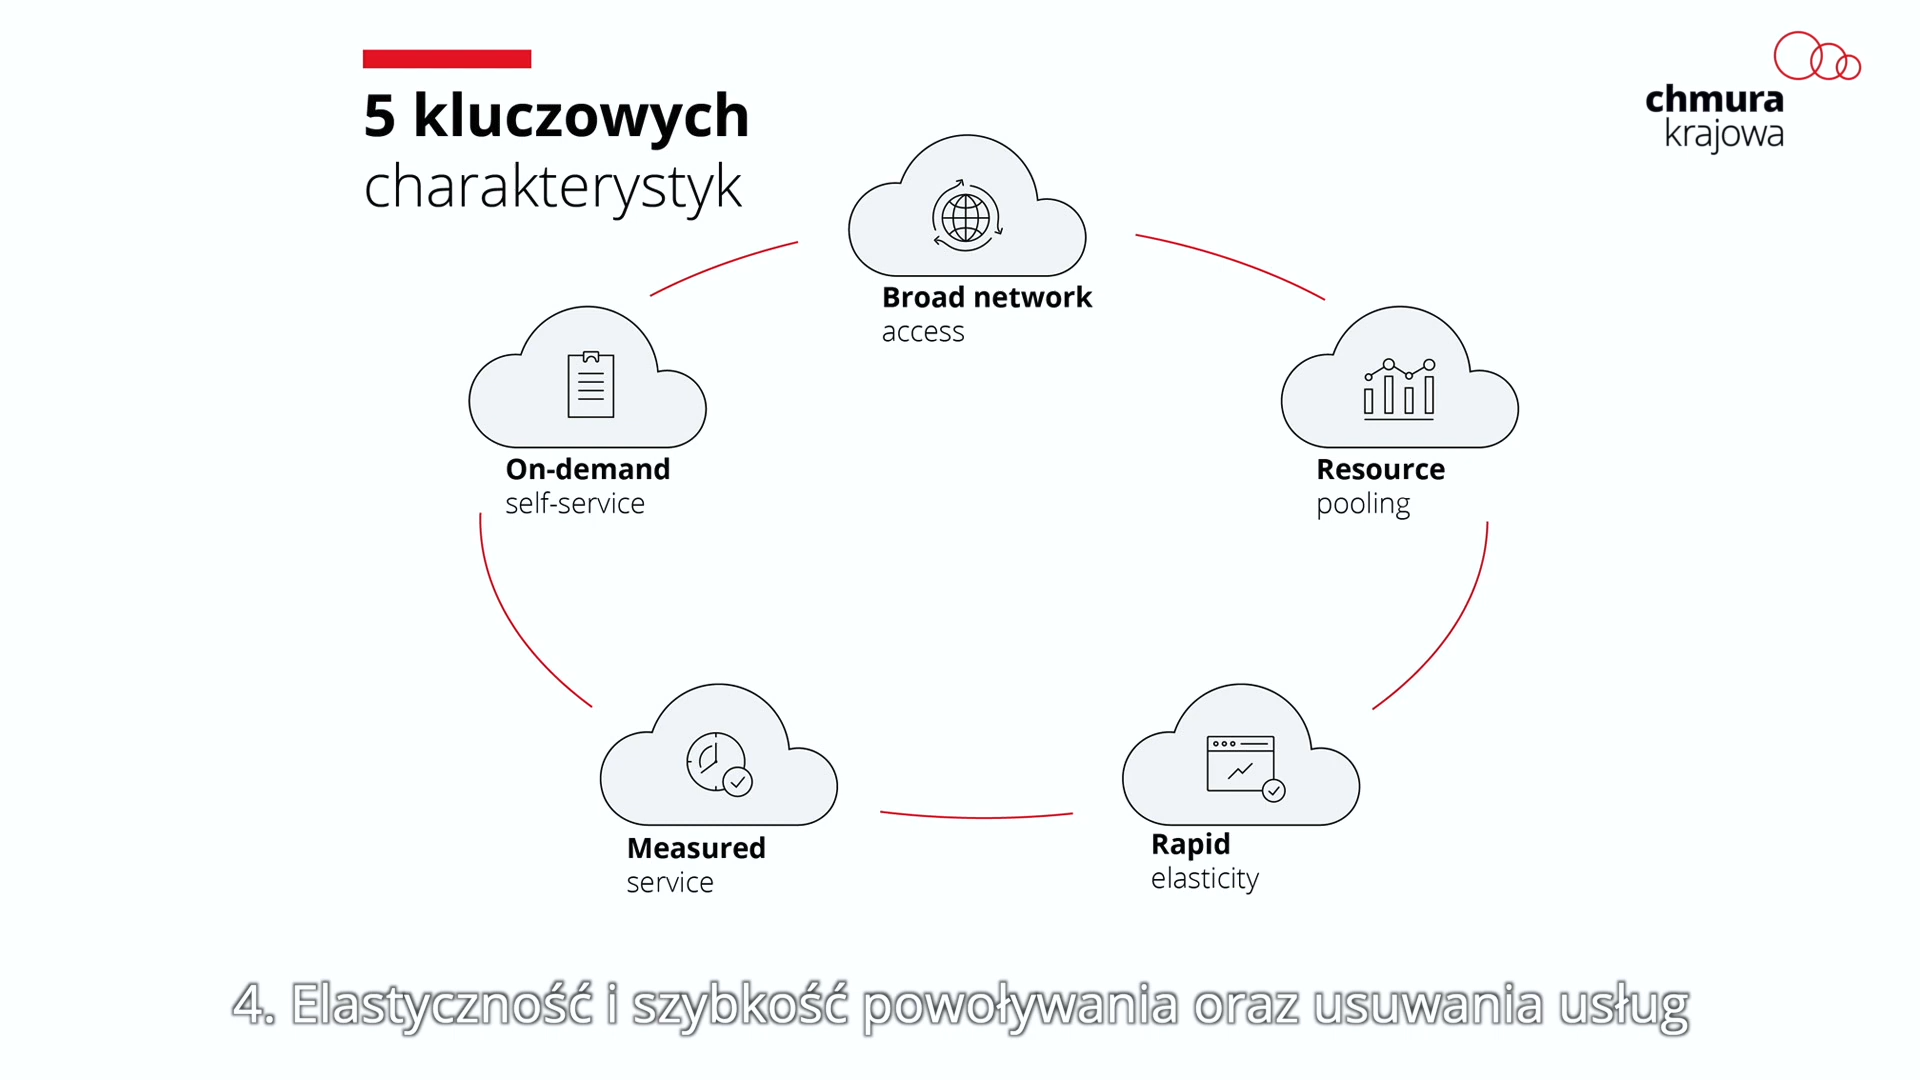 5 kluczowych
charakterystyk
chmura
krajowa
Broad network
access
On-demand
self-service
Resource
pooling
Measured
service
Rapid
elasticity
4. Elastyczność i szybkość powoływania oraz usuwania usług